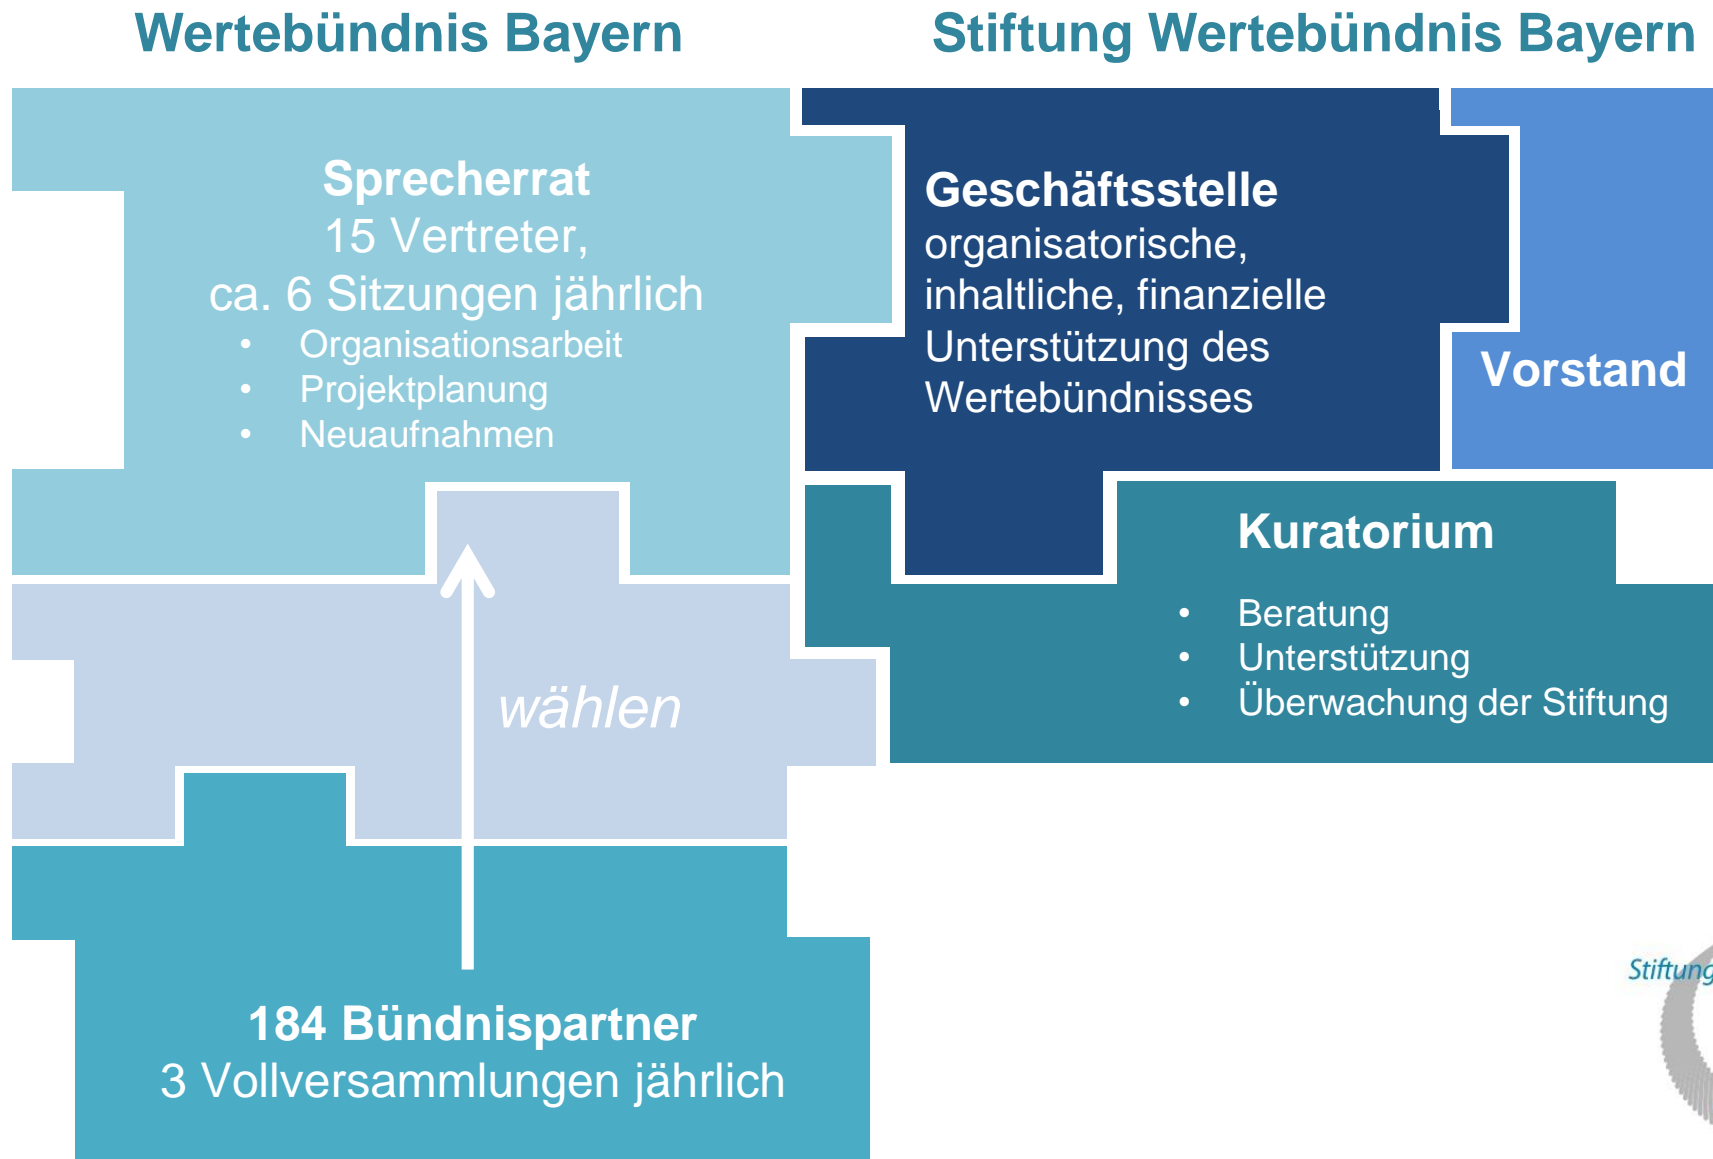 Wertebündnis Bayern
Stiftung Wertebündnis Bayern
Sprecherrat
15 Vertreter,
ca. 6 Sitzungen jährlich
• Organisationsarbeit
• Projektplanung
• Neuaufnahmen
Geschäftsstelle
organisatorische,
inhaltliche, finanzielle
Unterstützung des
Wertebündnisses
Vorstand
Kuratorium
• Beratung
• Unterstützung
• Überwachung der Stiftung
wählen
184 Bündnispartner
3 Vollversammlungen jährlich
Stiftung